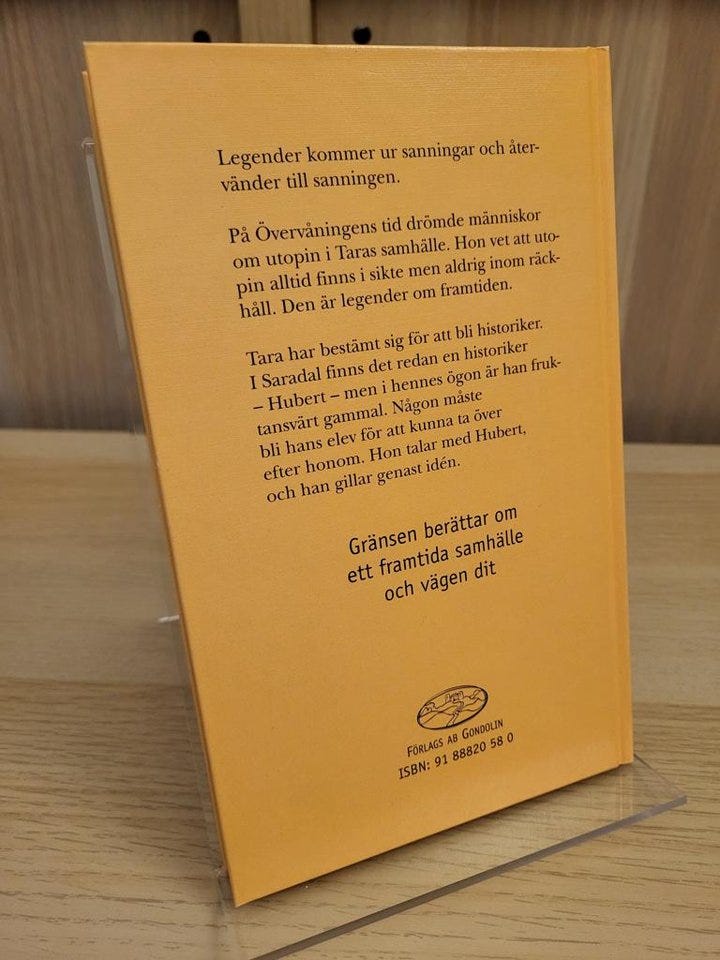 Legender kommer ur sanningar och åter-
vänder till sanningen.
På Övervåningens tid drömde människor
om utopin i Taras samhälle. Hon vet att uto-
pin alltid finns i sikte men aldrig inom räck-
håll. Den är legender om framtiden.
Tara har bestämt sig för att bli historiker.
I Saradal finns det redan en historiker
– Hubert – men i hennes ögon är han fruk-
tansvärt gammal. Någon måste
bli hans elev för att kunna ta över
efter honom. Hon talar med Hubert,
och han gillar genast idén.
Gränsen berättar om
ett framtida samhälle
och vägen dit
FÖRLAGS AB GONDOLIN
ISBN: 91 88820 58 0